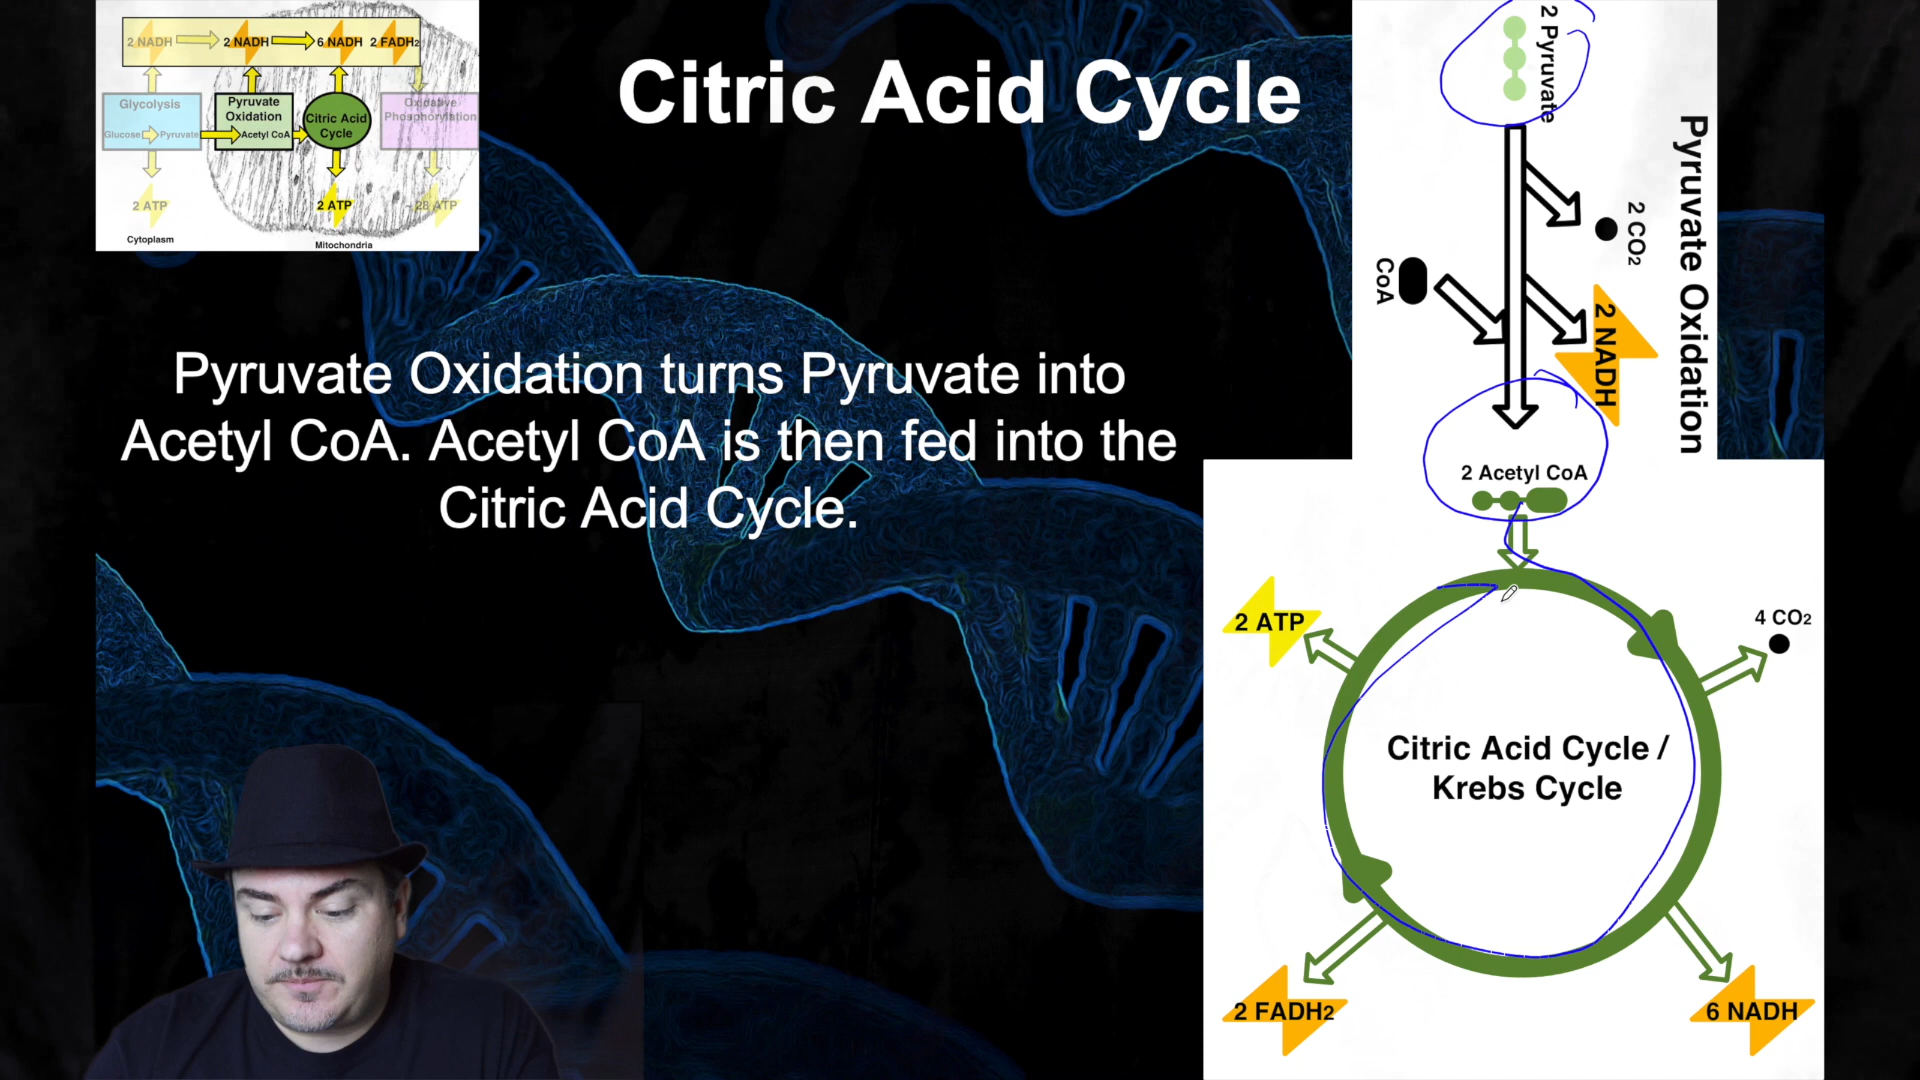 2 NADH 2 NADH 6 NADH 2 FADH2
Glycolysis
Glucose Pyruvate
Pyruvate
Oxidation
Acetyl CoA
Citric Acid
Cycle
Oxidative
Phosphorylation
2 ATP
2 ATP
~ 28 ATP
Cytoplasm
Mitochondria
Citric Acid Cycle
Pyruvate Oxidation turns Pyruvate into
Acetyl CoA. Acetyl CoA is then fed into the
Citric Acid Cycle.
2 Pyruvate
2 CO2
CoA
2 NADH
Pyruvate Oxidation
2 Acetyl CoA
2 ATP
4 CO2
Citric Acid Cycle /
Krebs Cycle
2 FADH2
6 NADH